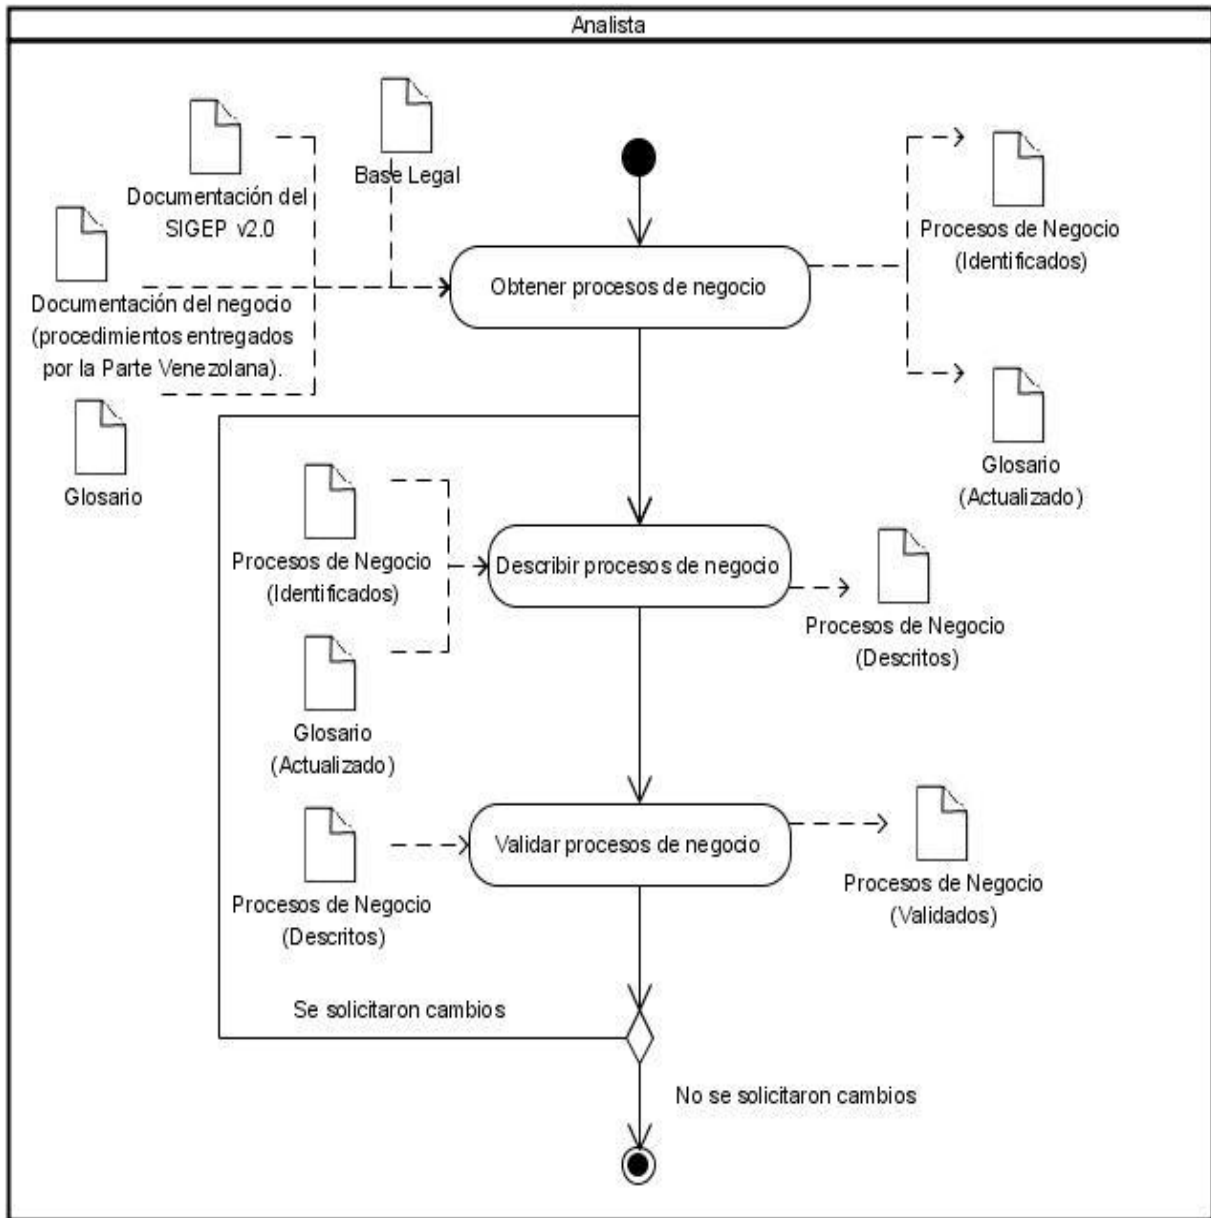 Analista
Base Legal
Documentación del
SIGEP v2.0
Procesos de Negocio
(Identificados)
Obtener procesos de negocio
Documentación del negocio
(procedimientos entregados
por la Parte Venezolana).
Glosario
Glosario
(Actualizado)
Procesos de Negocio
(Identificados)
Describir procesos de negocio
Procesos de Negocio
(Descritos)
Glosario
(Actualizado)
Validar procesos de negocio
Procesos de Negocio
(Descritos)
Procesos de Negocio
(Validados)
Se solicitaron cambios
No se solicitaron cambios